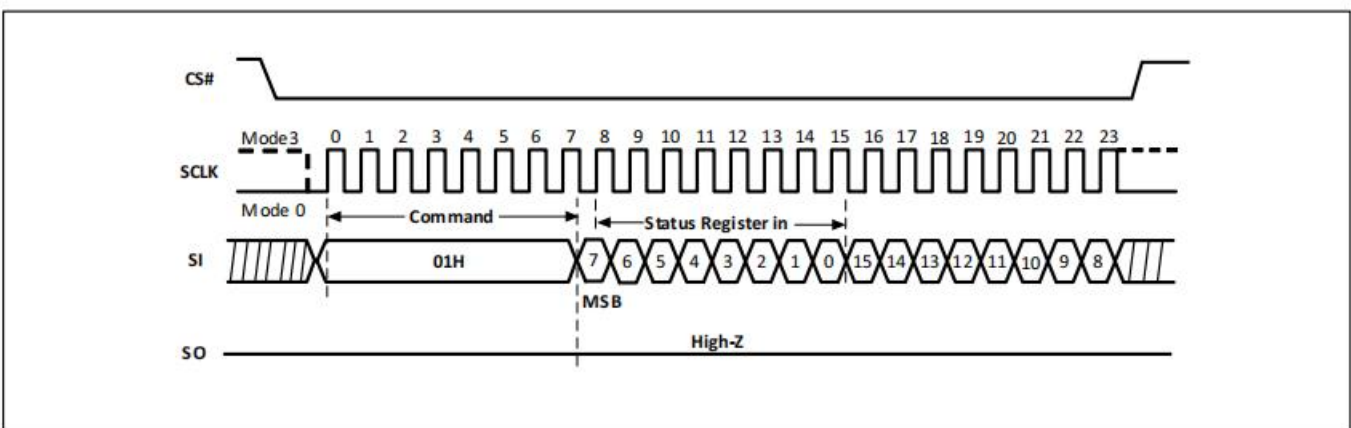 CS#
Mode3 0 1 2 3 4 5 6 7 8 9 10 11 12 13 14 15 16 17 18 19 20 21 22 23
SCLK
Mode 0 Command Status Register in
SI 01H 7 6 5 4 3 2 1 0 15 14 13 12 11 10 9 8
MSB
SO High-Z